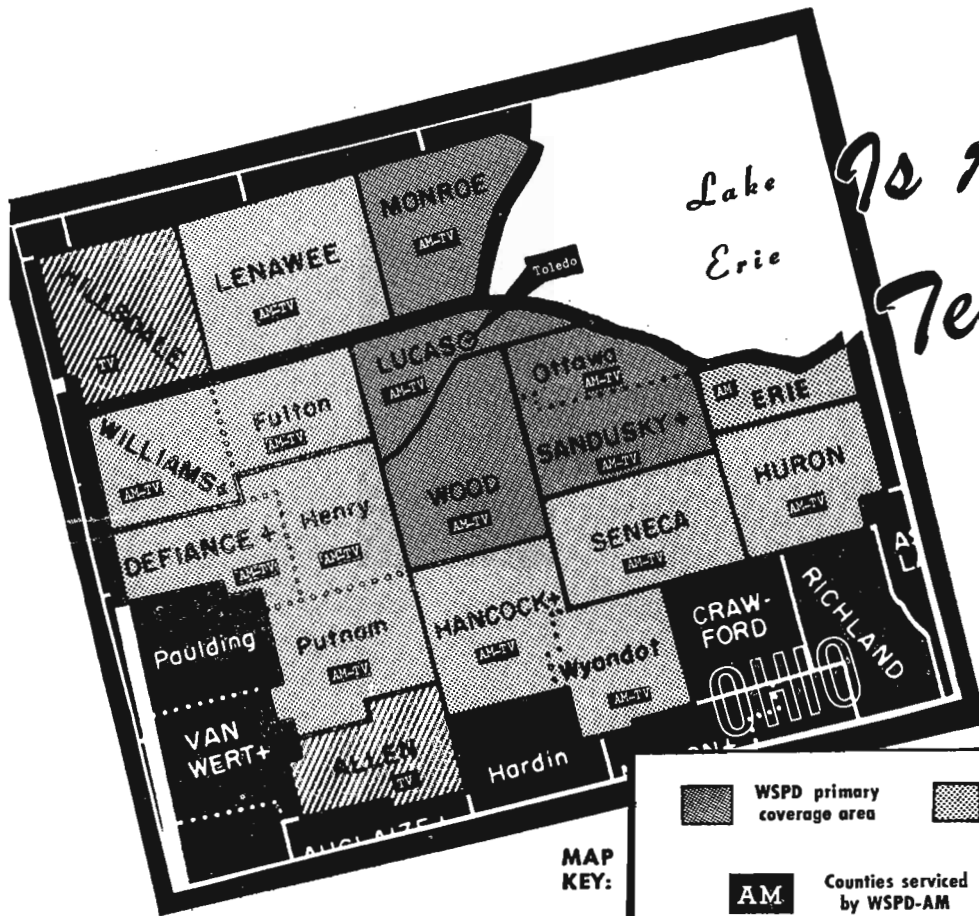 Lake
Erie
Is
Toledo
MONROE
AM-TV
LENAWEE
AM-TV
HILLSDALE
TV
LUCAS
AM-TV
Ottawa
AM-TV
SANDUSKY +
AM-TV
AM
ERIE
Fulton
AM-TV
WILLIAMS+
AM-TV
WOOD
AM-TV
HURON
AM-TV
Henry
AM-TV
DEFIANCE +
AM-TV
SENECA
AM-TV
HANCOCK+
AM-TV
Wyandot
AM-TV
CRAW-
FORD
RICHLAND
OHIO
Paulding
Putnam
AM-TV
VAN
WERT+
ALLEN
TV
Hardin
AUGLAIZE+
MAP
KEY:
WSPD primary
coverage area
AM
Counties serviced
by WSPD-AM